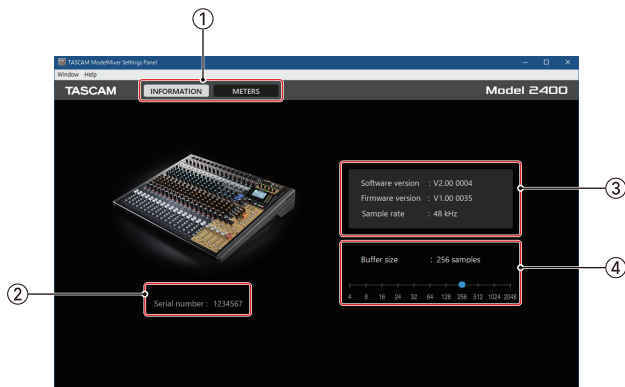 ①
TASCAM ModelMixer Settings Panel
Window Help
TASCAM INFORMATION METERS Model 2400
Software version : V2.00 0004
Firmware version : V1.00 0035
Sample rate : 48 kHz
③
Buffer size : 256 samples
④
4 8 16 24 32 64 128 256 512 1024 2048
②
Serial number : 1234567